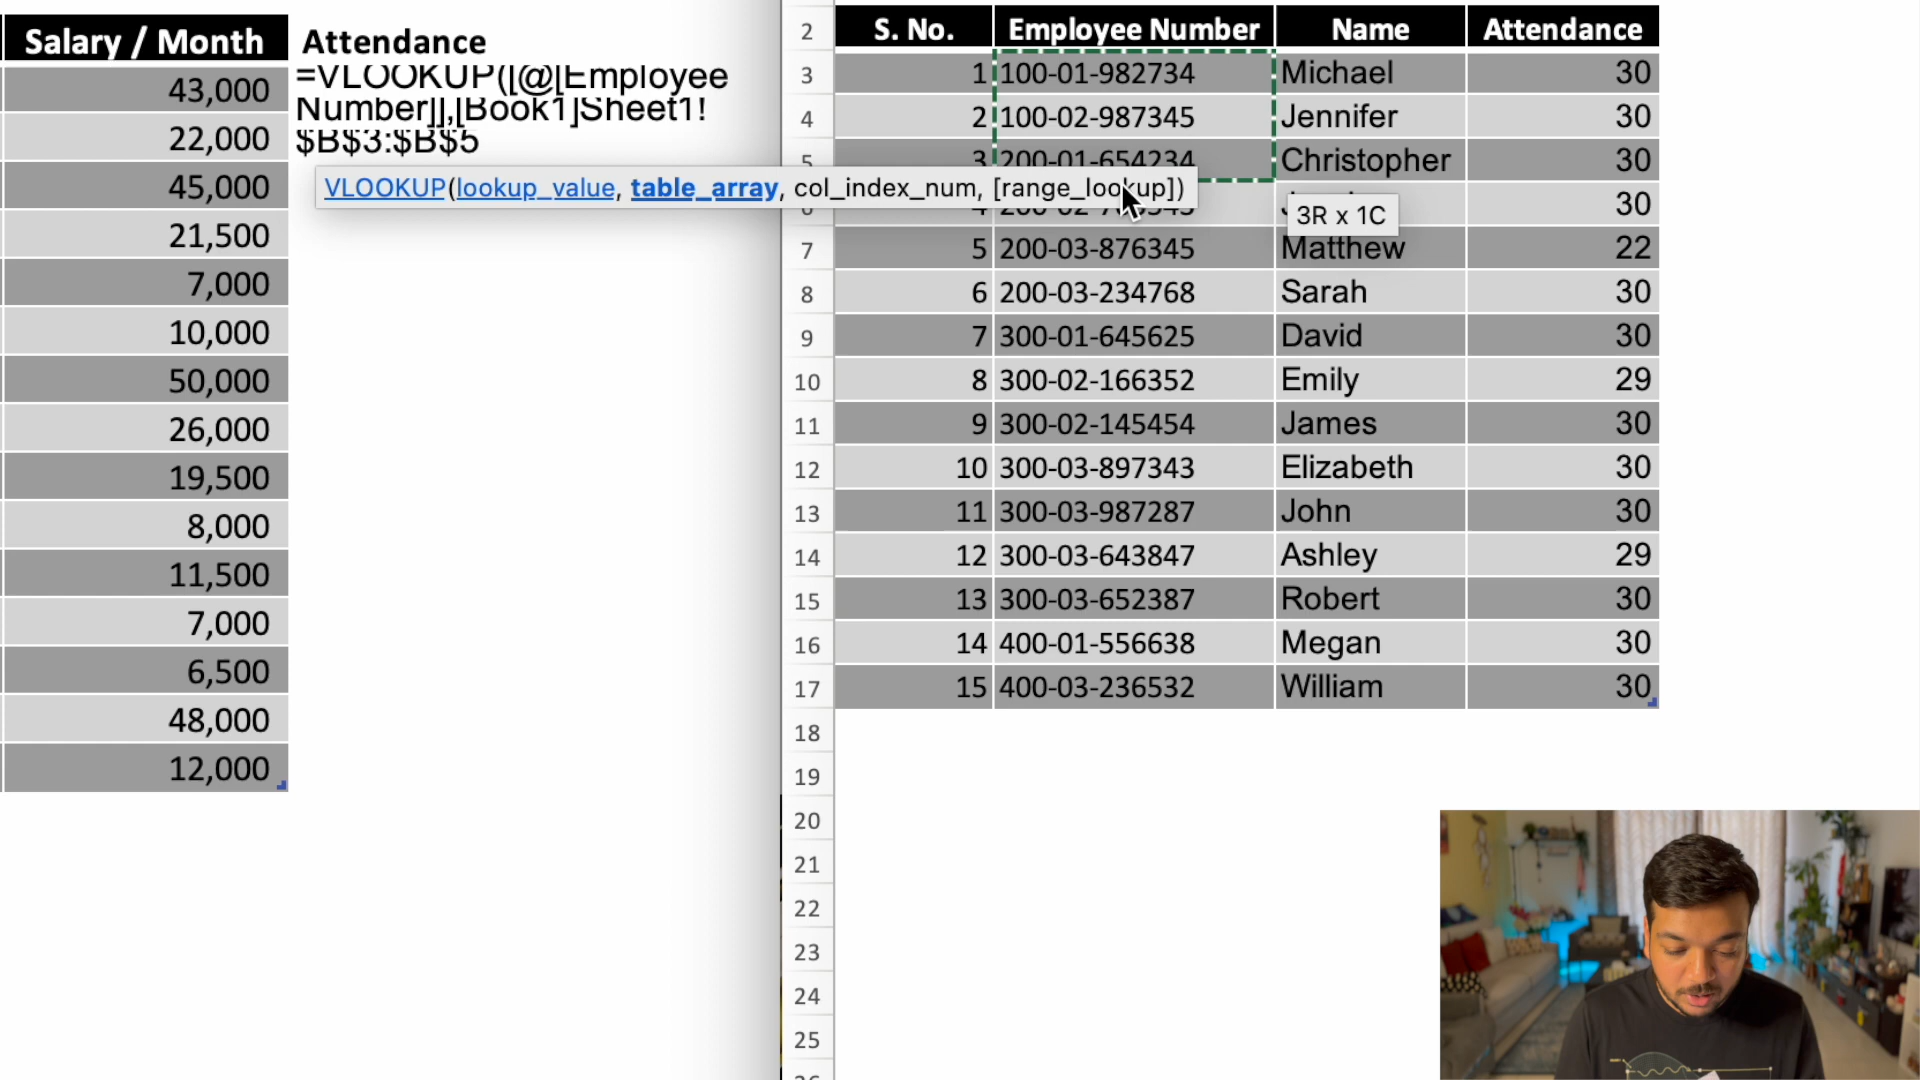 Salary / Month
43,000
22,000
45,000
21,500
7,000
10,000
50,000
26,000
19,500
8,000
11,500
7,000
6,500
48,000
12,000
Attendance
=VLOOKUP([@[Employee
Number]],[Book1]Sheet1!
$B$3:$B$5
VLOOKUP(lookup_value, table_array, col_index_num, [range_lookup])
3R x 1C
2 S. No. Employee Number Name Attendance
3 1 100-01-982734 Michael 30
4 2 100-02-987345 Jennifer 30
5 3 200-01-654234 Christopher 30
4 30
7 5 200-03-876345 Matthew 22
8 6 200-03-234768 Sarah 30
9 7 300-01-645625 David 30
10 8 300-02-166352 Emily 29
11 9 300-02-145454 James 30
12 10 300-03-897343 Elizabeth 30
13 11 300-03-987287 John 30
14 12 300-03-643847 Ashley 29
15 13 300-03-652387 Robert 30
16 14 400-01-556638 Megan 30
17 15 400-03-236532 William 30
18
19
20
21
22
23
24
25